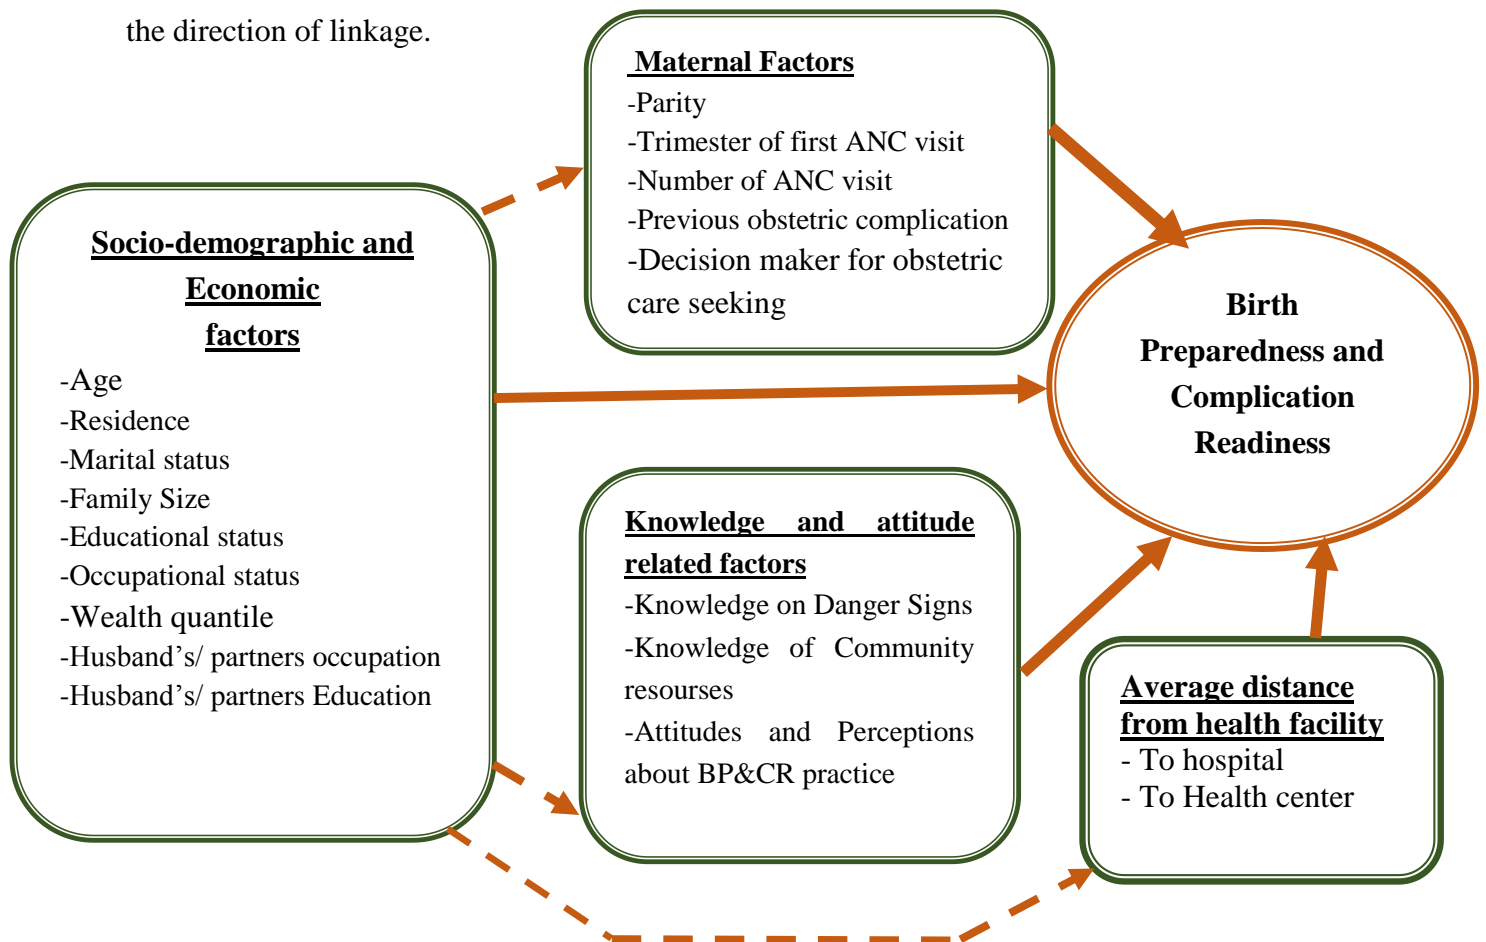 the direction of linkage.
Maternal Factors
-Parity
-Trimester of first ANC visit
-Number of ANC visit
-Previous obstetric complication
-Decision maker for obstetric
care seeking
Socio-demographic and
Economic
factors
-Age
-Residence
-Marital status
-Family Size
-Educational status
-Occupational status
-Wealth quantile
-Husband’s/ partners occupation
-Husband’s/ partners Education
Birth
Preparedness and
Complication
Readiness
Knowledge and attitude
related factors
-Knowledge on Danger Signs
-Knowledge of Community
resourses
-Attitudes and Perceptions
about BP&CR practice
Average distance
from health facility
- To hospital
- To Health center